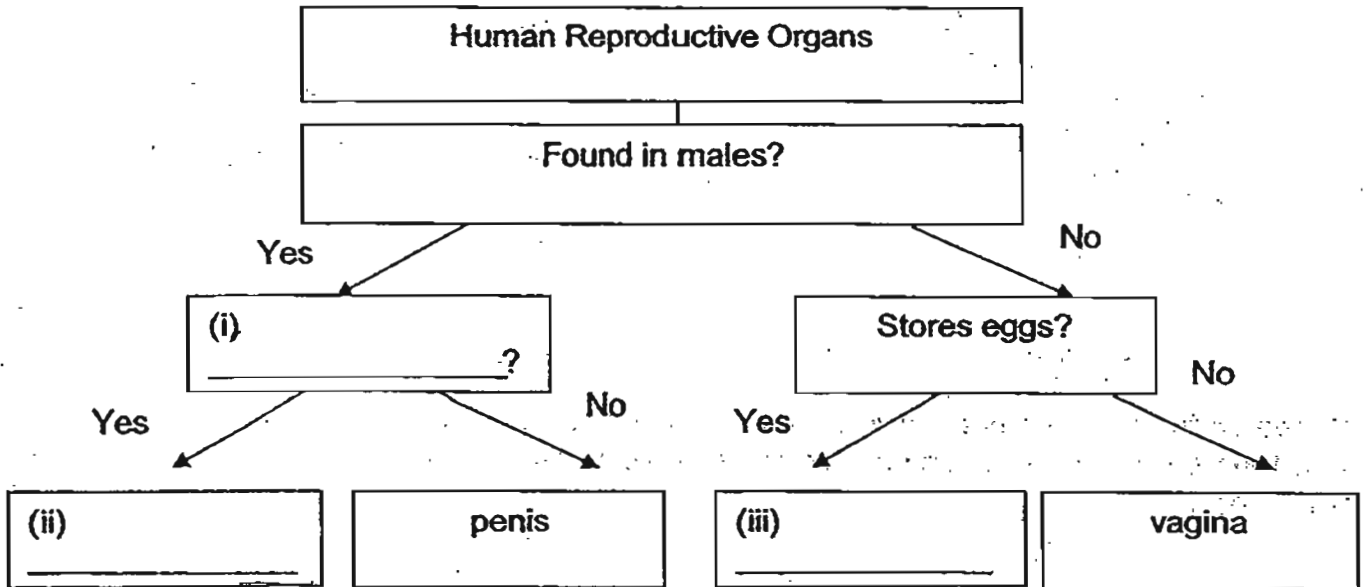 Human Reproductive Organs
Found in males?
Yes
No
(i)
?
Stores eggs?
Yes
No
Yes
No
(ii)
penis
(iii)
vagina